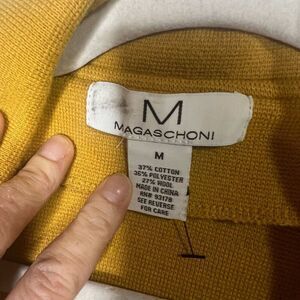 M
MAGASCHONI
M
37% COTTON
36% POLYESTER
27% WOOL
MADE IN CHINA
RN# 93178
SEE REVERSE
FOR CARE